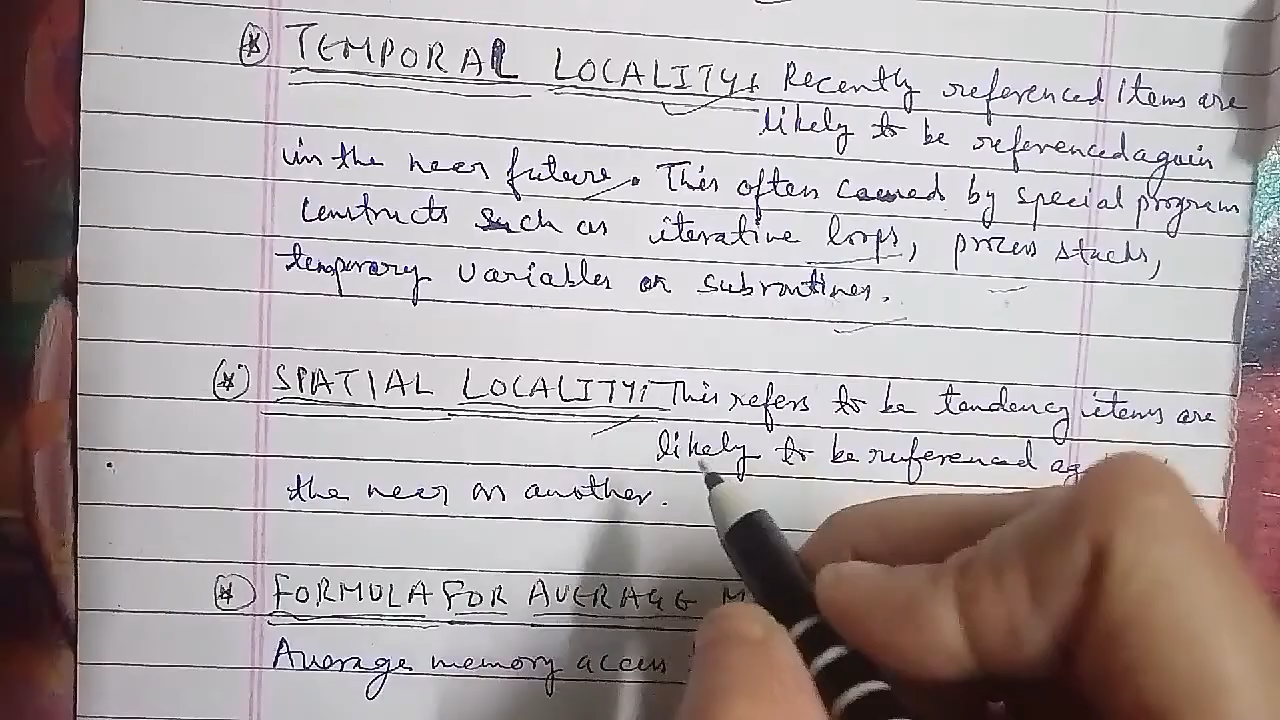 TEMPORAL LOCALITY: Recently referenced items are
likely to be referenced again
in the near future. This often caused by special program
constructs such as iterative loops, process stacks,
temporary variables or subroutines.
SPATIAL LOCALITY: This refers to be tendency items are
likely to be referenced
the near or another.
FORMULA FOR AVERAGE
Average memory access